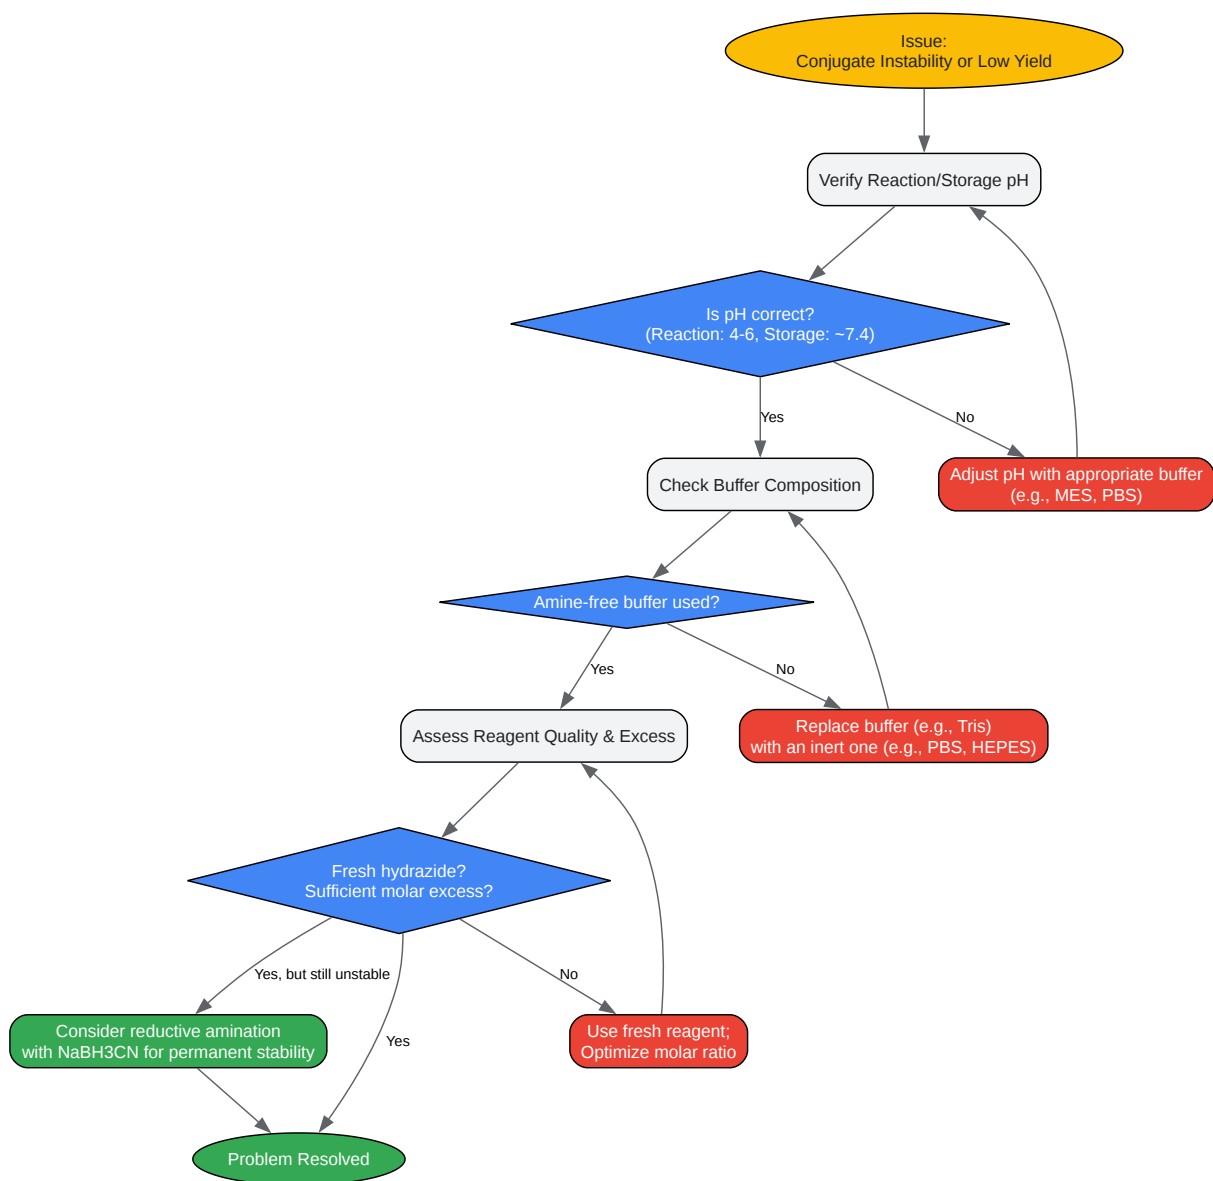 Issue:
Conjugate Instability or Low Yield
Verify Reaction/Storage pH
Is pH correct?
(Reaction: 4-6, Storage: ~7.4)
Yes
No
Check Buffer Composition
Adjust pH with appropriate buffer
(e.g., MES, PBS)
Amine-free buffer used?
Yes
No
Assess Reagent Quality & Excess
Replace buffer (e.g., Tris)
with an inert one (e.g., PBS, HEPES)
Fresh hydrazide?
Sufficient molar excess?
Yes, but still unstable
No
Yes
Consider reductive amination
with NaBH3CN for permanent stability
Use fresh reagent;
Optimize molar ratio
Problem Resolved